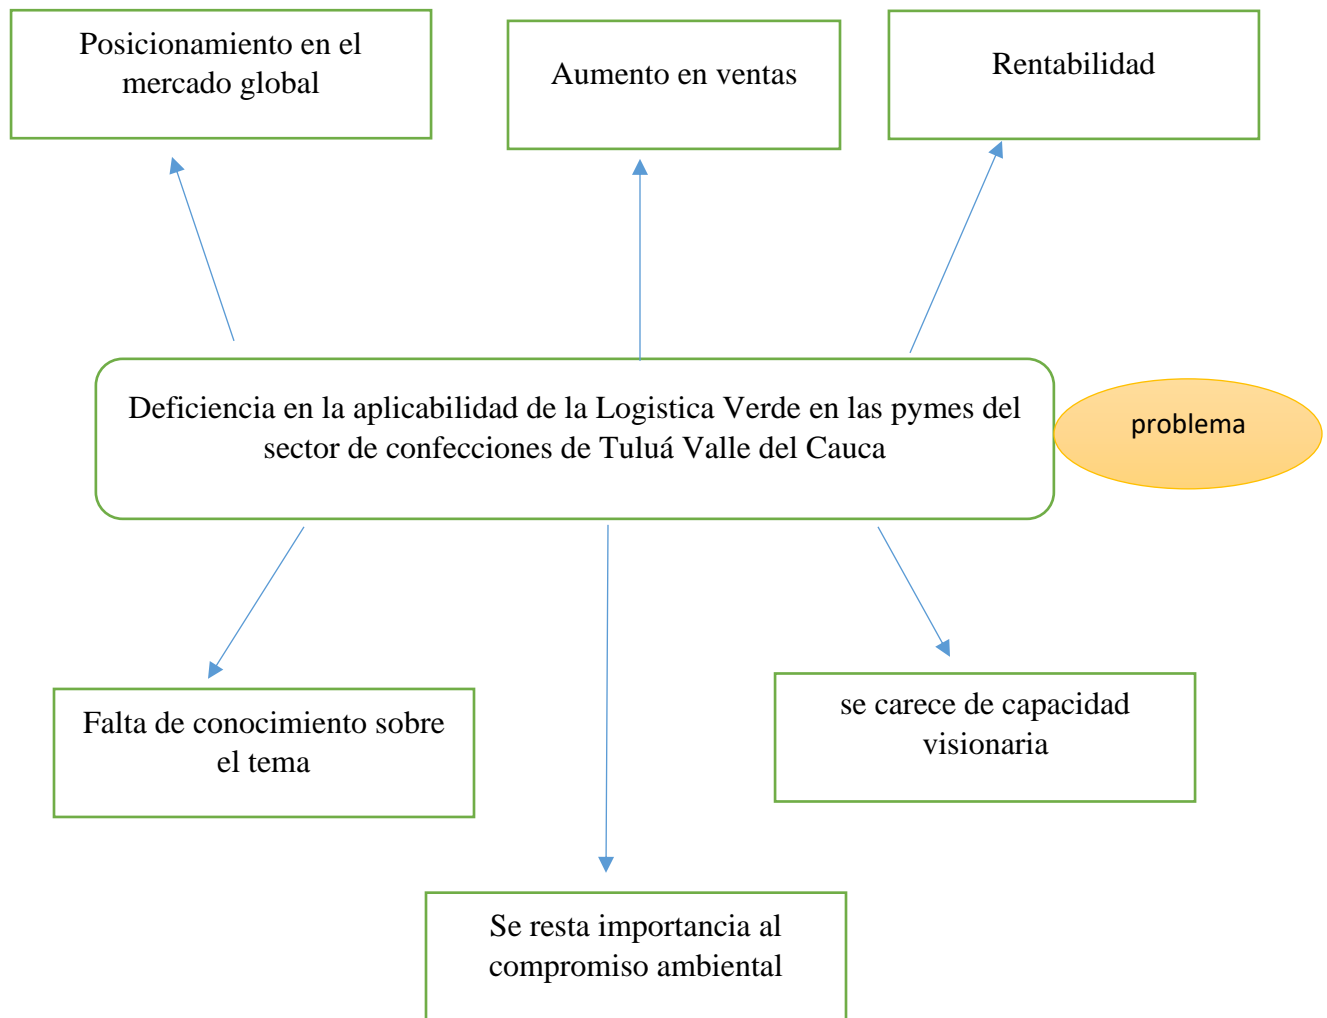 Posicionamiento en el
mercado global
Aumento en ventas
Rentabilidad
Deficiencia en la aplicabilidad de la Logistica Verde en las pymes del
sector de confecciones de Tuluá Valle del Cauca
problema
Falta de conocimiento sobre
el tema
se carece de capacidad
visionaria
Se resta importancia al
compromiso ambiental